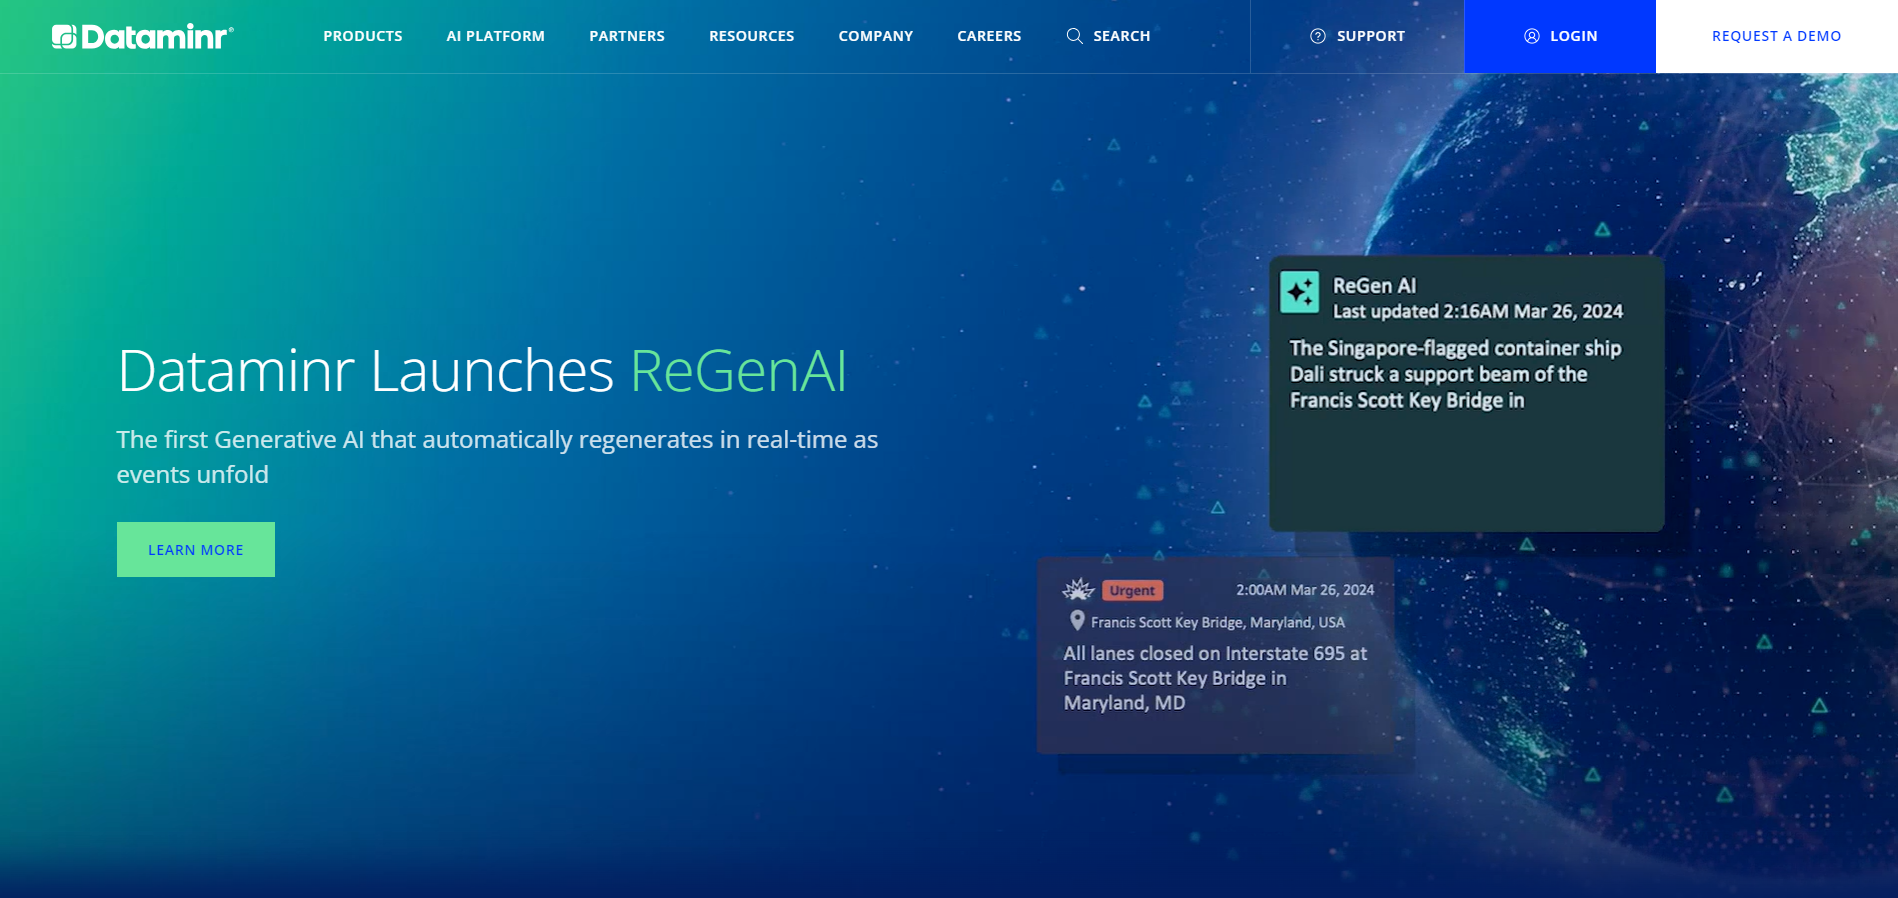 Dataminr®
PRODUCTS
AI PLATFORM
PARTNERS
RESOURCES
COMPANY
CAREERS
SEARCH
SUPPORT
LOGIN
REQUEST A DEMO
Dataminr Launches ReGenAI
The first Generative AI that automatically regenerates in real-time as
events unfold
LEARN MORE
ReGen AI
Last updated 2:16AM Mar 26, 2024
The Singapore-flagged container ship
Dali struck a support beam of the
Francis Scott Key Bridge in
Urgent
2:00AM Mar 26, 2024
Francis Scott Key Bridge, Maryland, USA
All lanes closed on Interstate 695 at
Francis Scott Key Bridge in
Maryland, MD